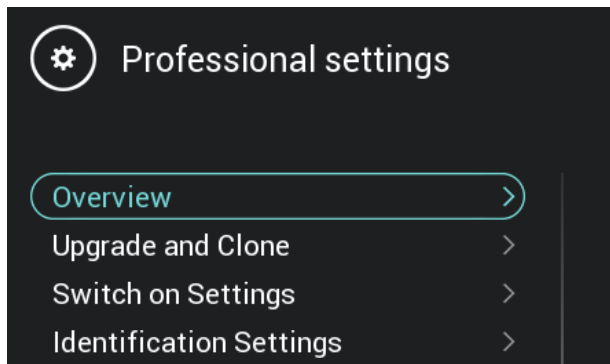 Professional settings
Overview
Upgrade and Clone
Switch on Settings
Identification Settings